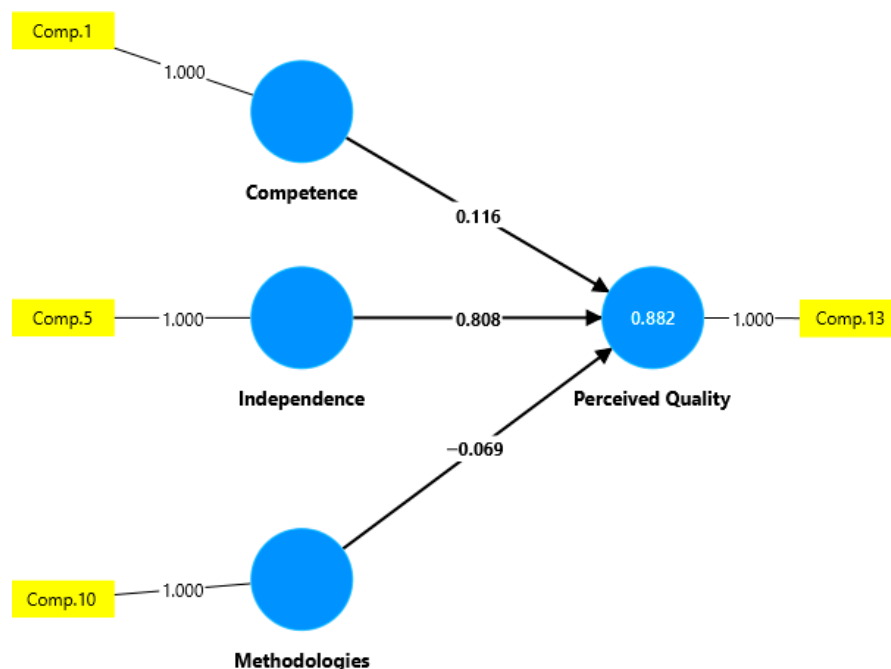 Comp.1
1.000
Competence
0.116
Comp.5
1.000
0.808
0.882
1.000
Comp.13
Independence
Perceived Quality
−0.069
Comp.10
1.000
Methodologies